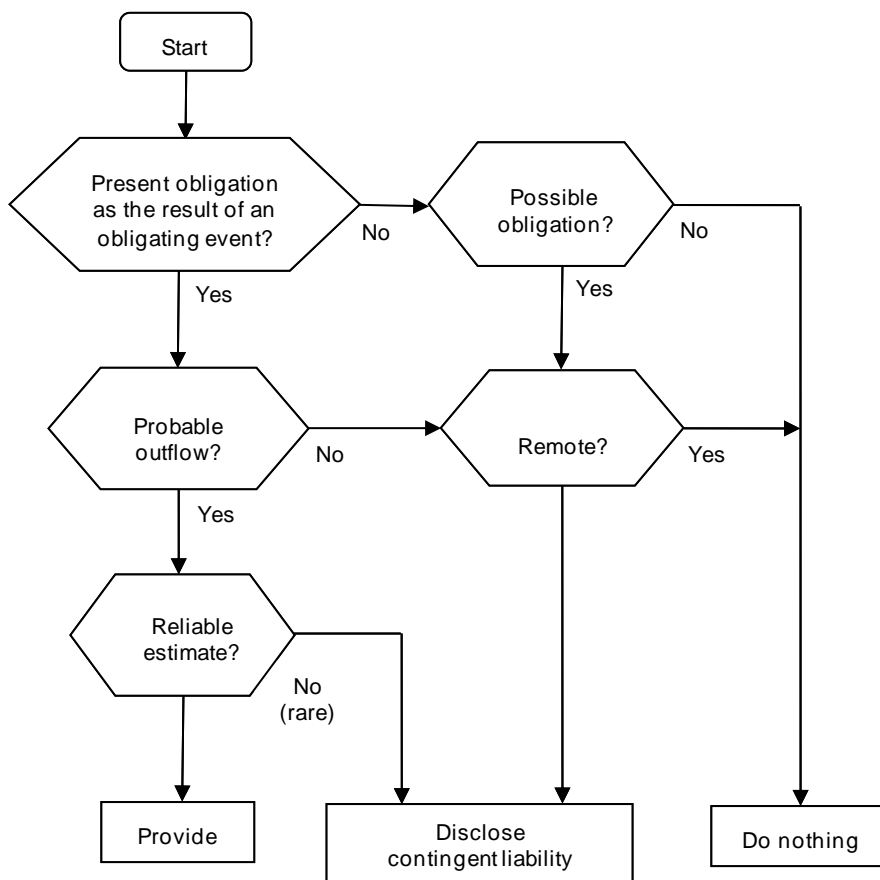 Start
Present obligation
as the result of an
obligating event?
No
Possible
obligation?
No
Yes
Yes
Probable
outflow?
No
Remote?
Yes
Yes
Reliable
estimate?
No
(rare)
Provide
Disclose
contingent liability
Do nothing